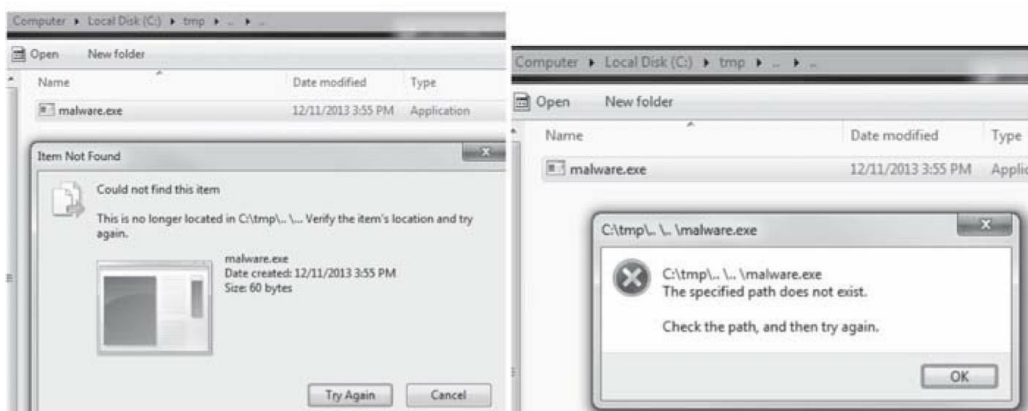 Computer ▸ Local Disk (C:) ▸ tmp ▸ .. ▸ ..
Open New folder
Name Date modified Type
malware.exe 12/11/2013 3:55 PM Application
Item Not Found
Could not find this item
This is no longer located in C:\tmp\.. \... Verify the item's location and try
again.
malware.exe
Date created: 12/11/2013 3:55 PM
Size: 60 bytes
Try Again Cancel
Computer ▸ Local Disk (C:) ▸ tmp ▸ .. ▸ ..
Open New folder
Name Date modified Type
malware.exe 12/11/2013 3:55 PM Applic
C:\tmp\.. \.. \malware.exe
C:\tmp\.. \.. \malware.exe
The specified path does not exist.
Check the path, and then try again.
OK